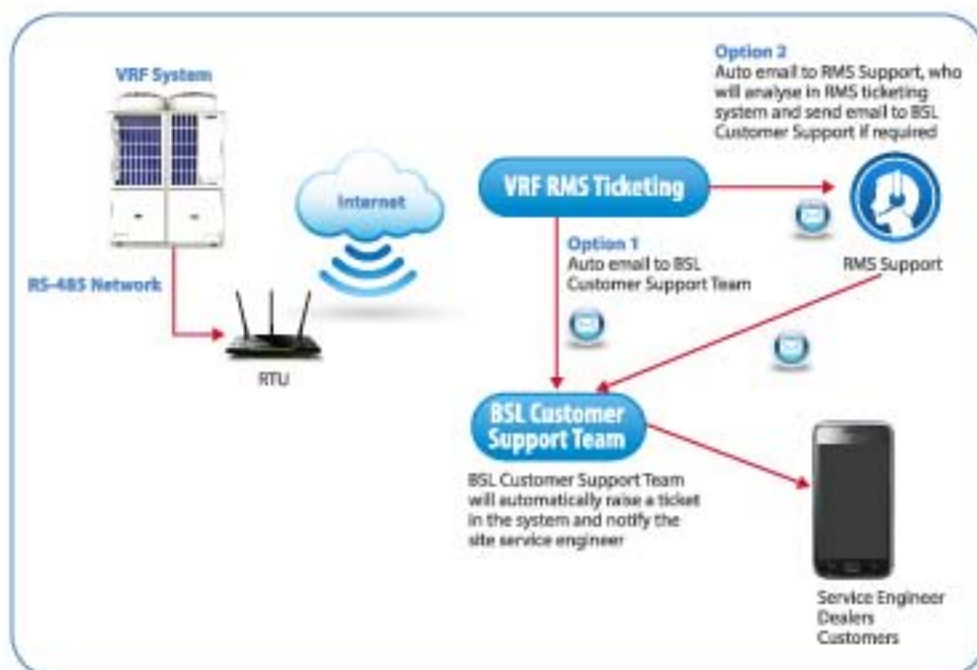 VRF System
RS-485 Network
RTU
Internet
VRF RMS Ticketing
Option 2
Auto email to RMS Support, who
will analyse in RMS ticketing
system and send email to BSL
Customer Support if required
RMS Support
Option 1
Auto email to BSL
Customer Support Team
BSL Customer
Support Team
BSL Customer Support Team
will automatically raise a ticket
in the system and notify the
site service engineer
Service Engineer
Dealers
Customers